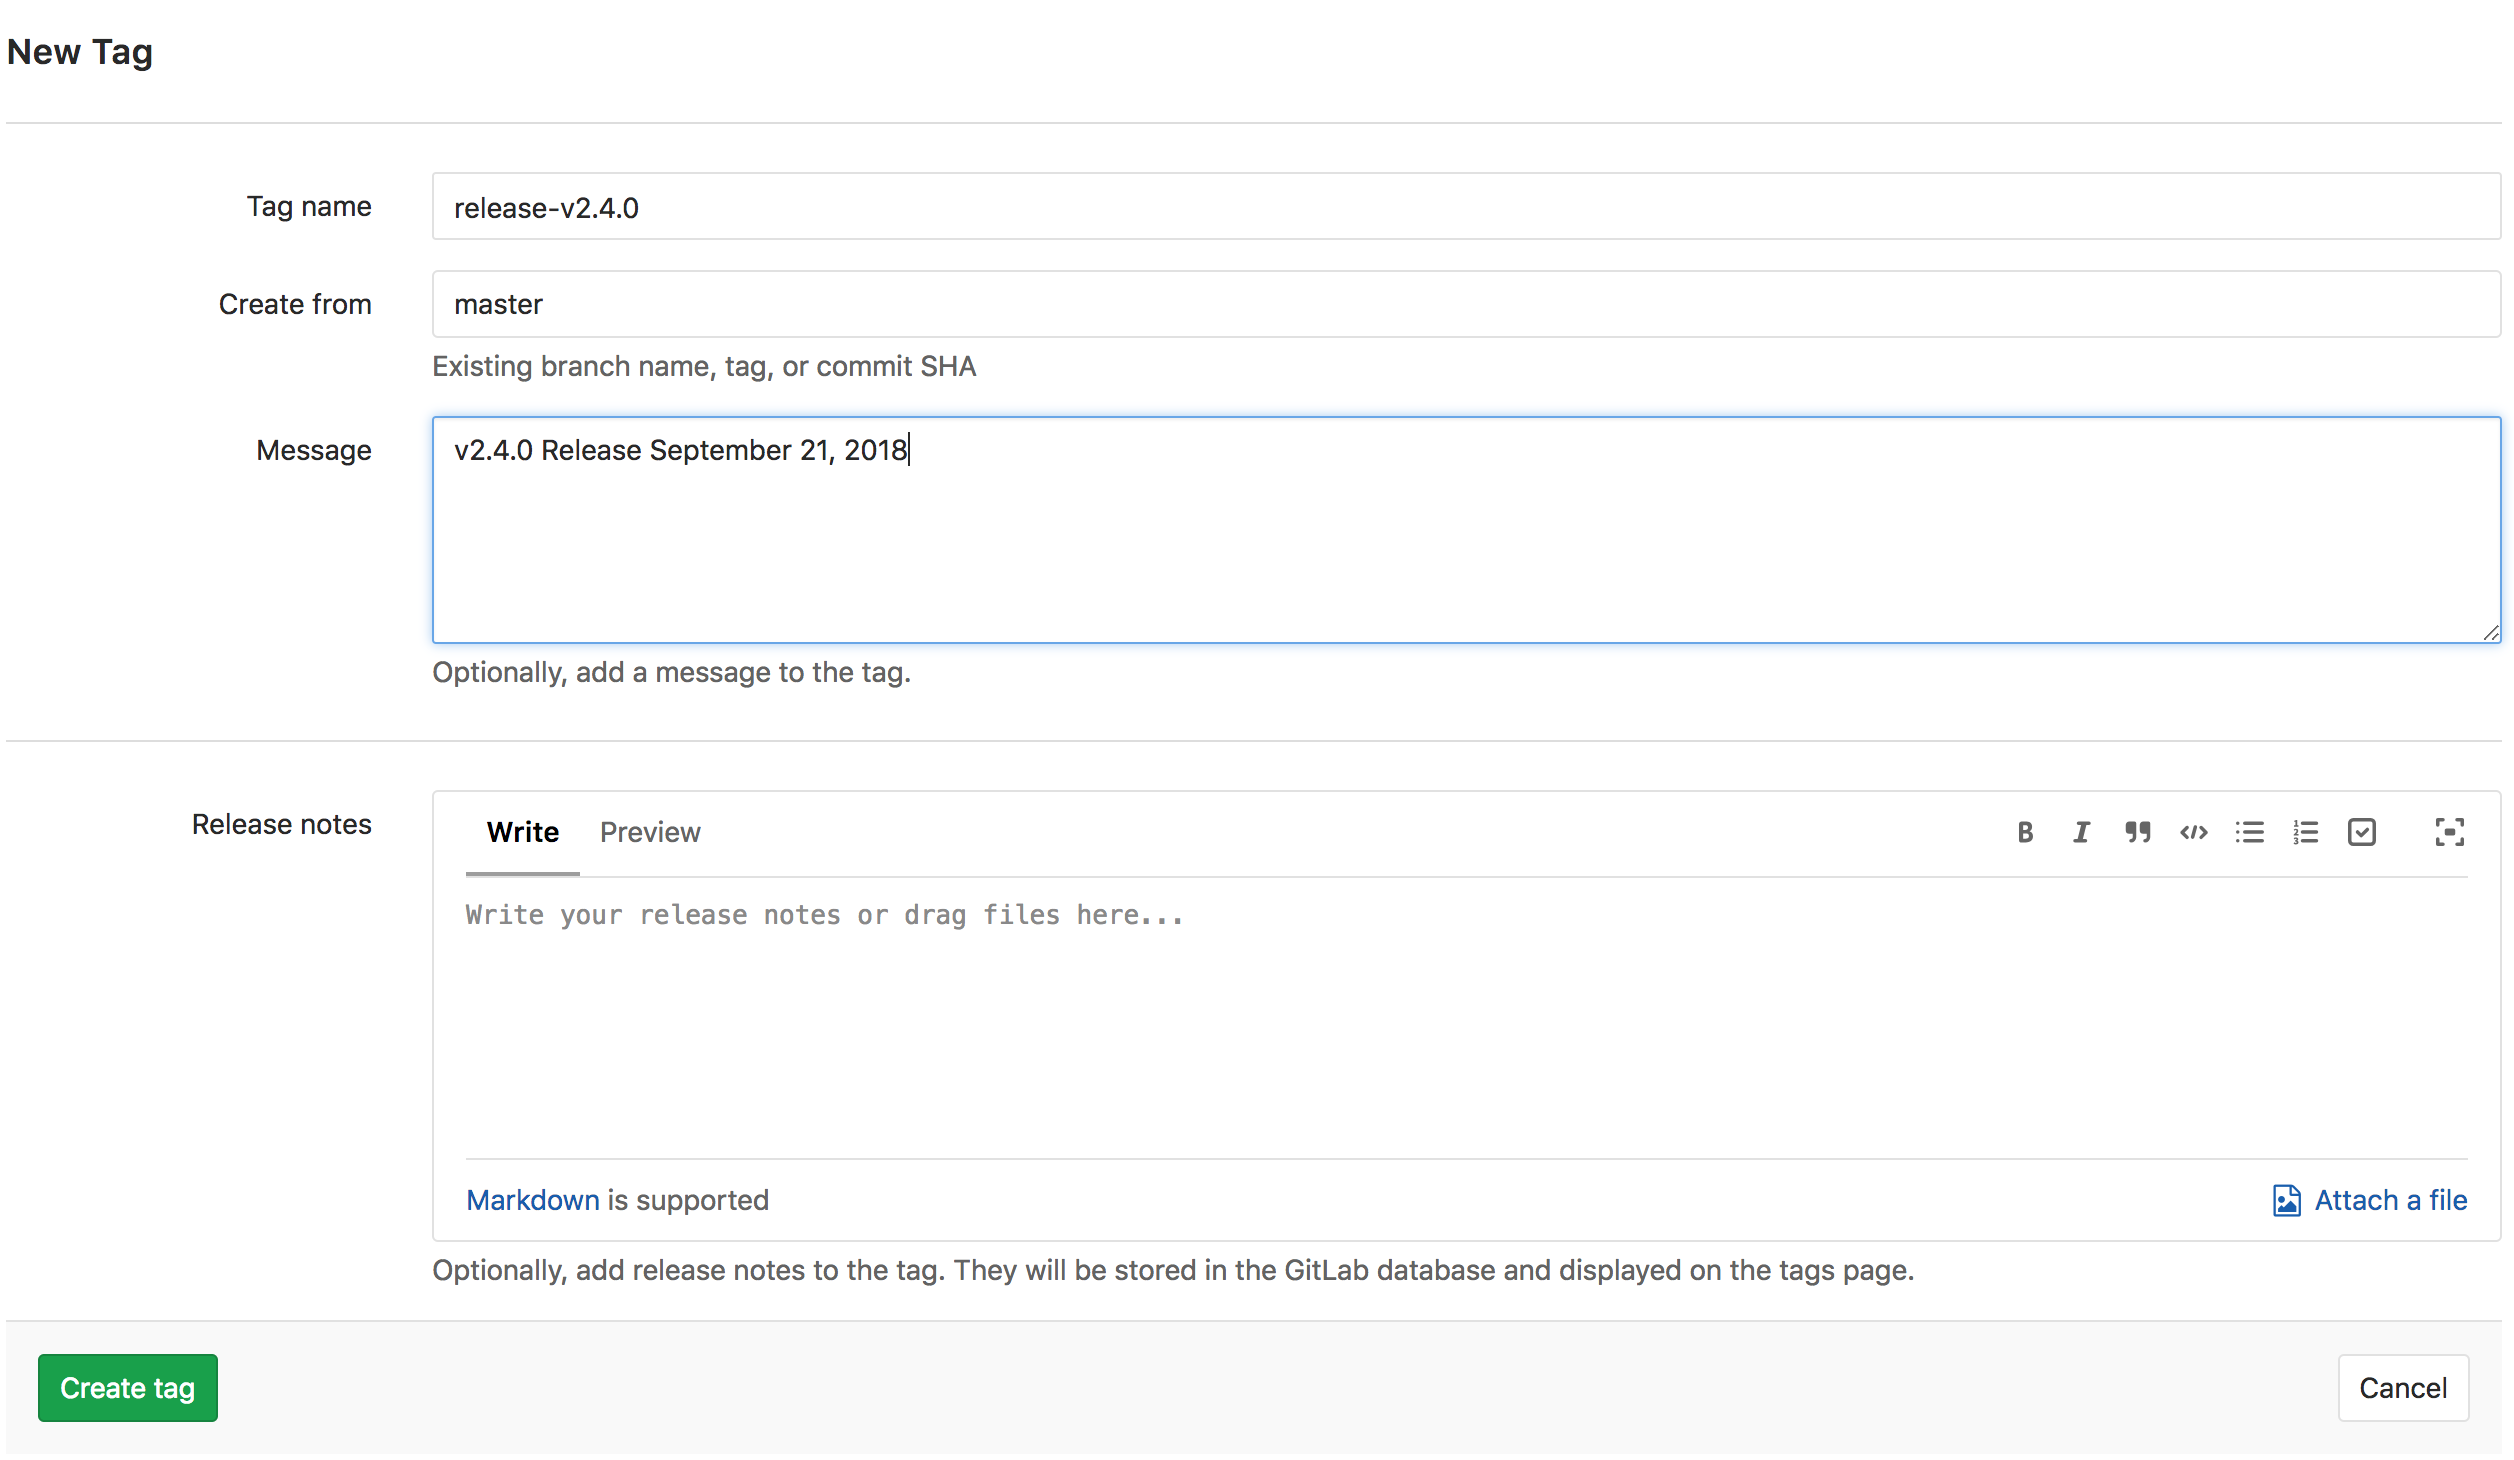 New Tag
Tag name
release-v2.4.0
Create from
master
Existing branch name, tag, or commit SHA
Message
v2.4.0 Release September 21, 2018
Optionally, add a message to the tag.
Release notes
Write Preview
Write your release notes or drag files here...
Markdown is supported
Attach a file
Optionally, add release notes to the tag. They will be stored in the GitLab database and displayed on the tags page.
Create tag
Cancel